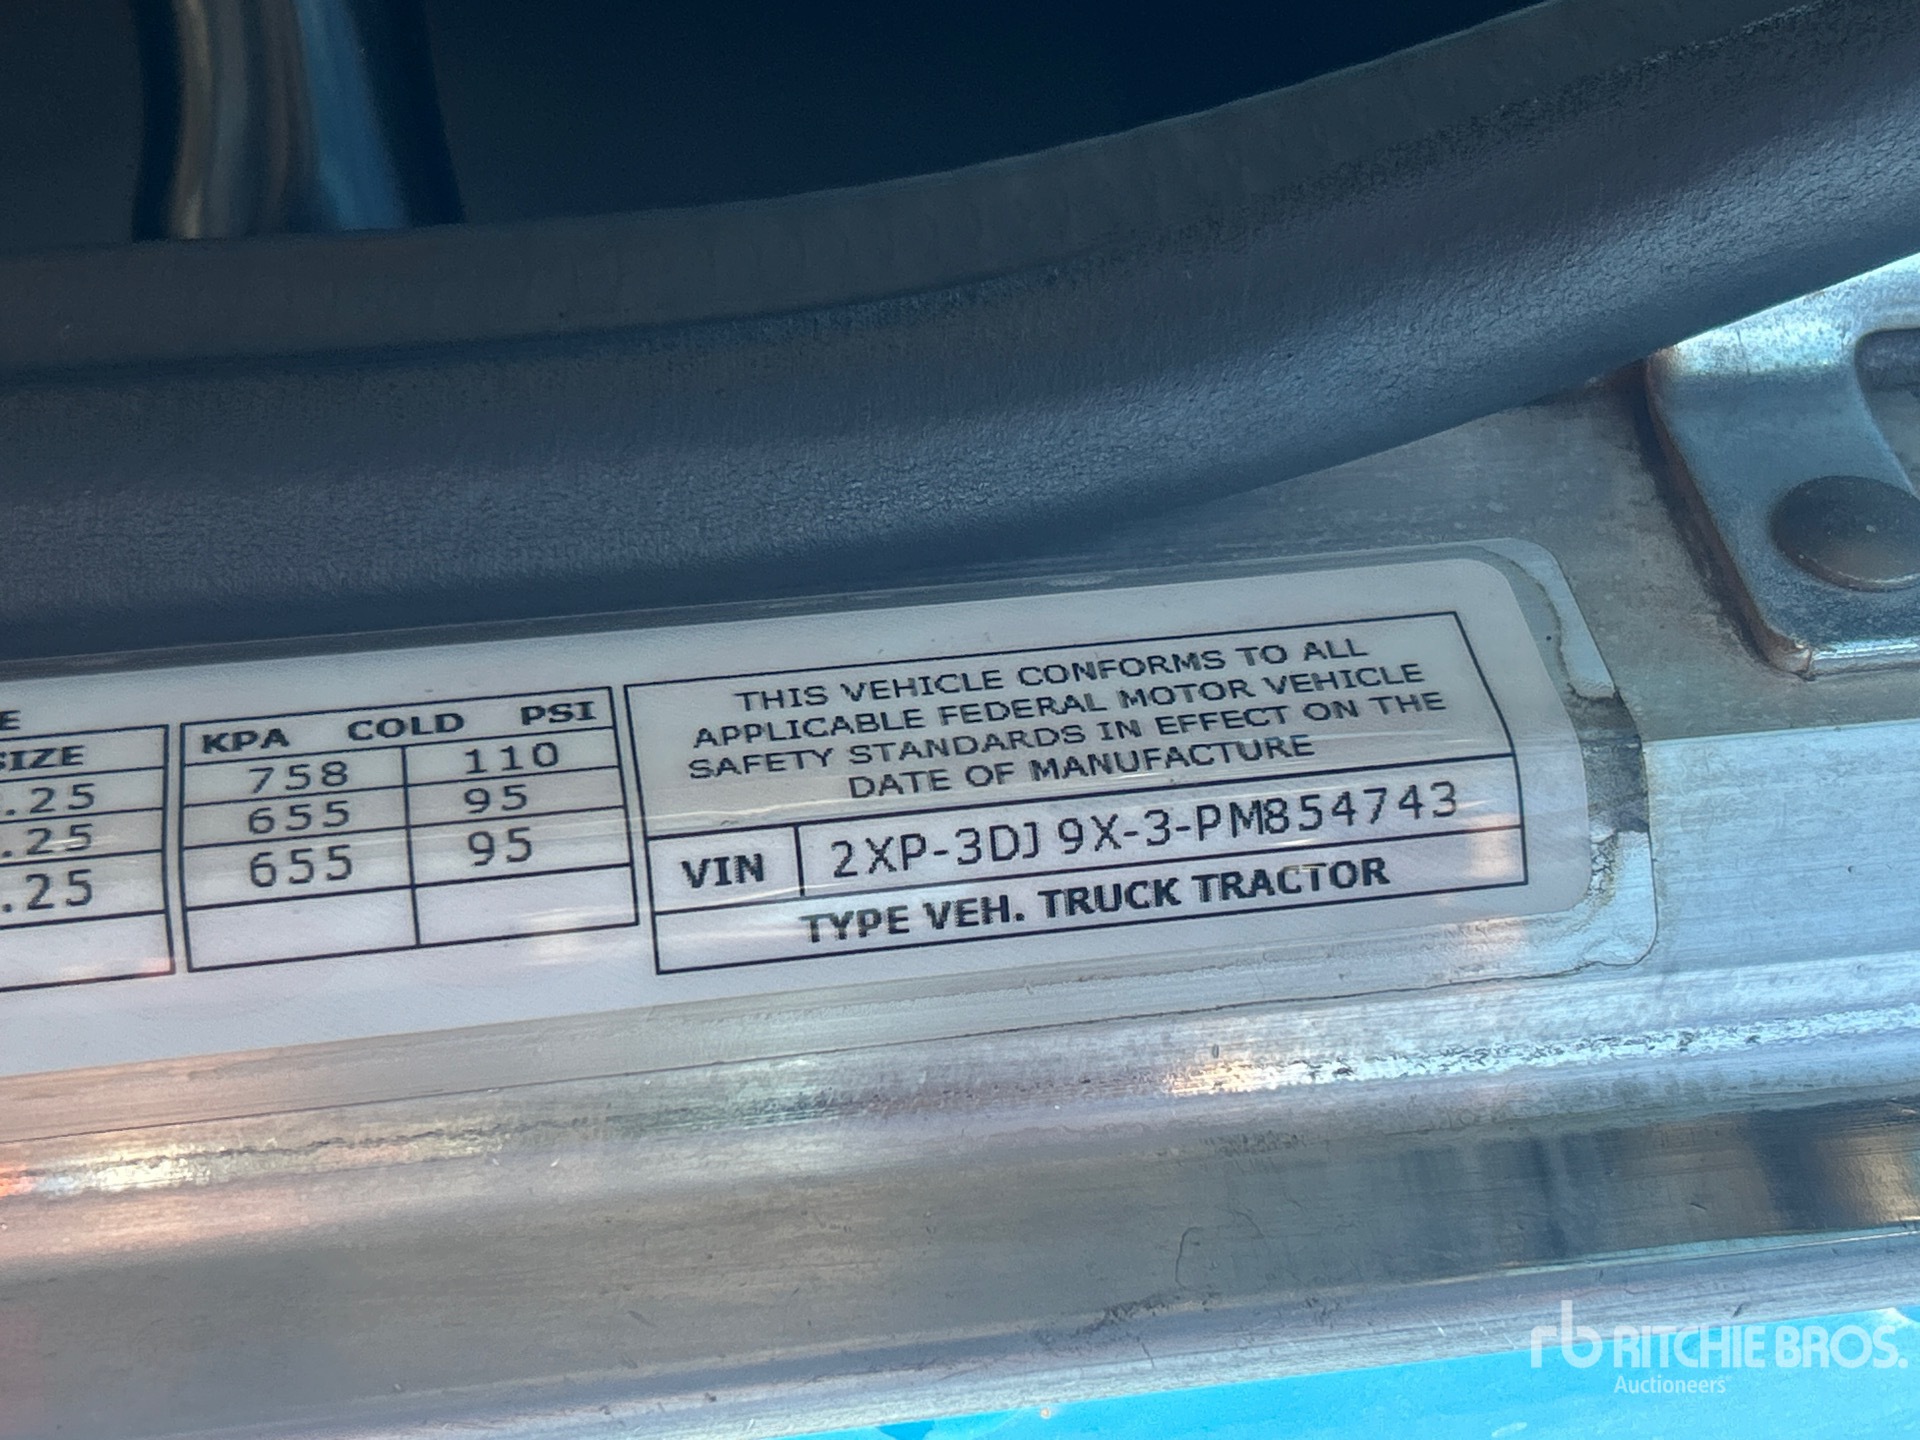 E
SIZE
.25
.25
.25
KPA COLD PSI
758 110
655 95
655 95
THIS VEHICLE CONFORMS TO ALL
APPLICABLE FEDERAL MOTOR VEHICLE
SAFETY STANDARDS IN EFFECT ON THE
DATE OF MANUFACTURE
VIN 2XP-3DJ9X-3-PM854743
TYPE VEH. TRUCK TRACTOR
rb RITCHIE BROS.
Auctioneers